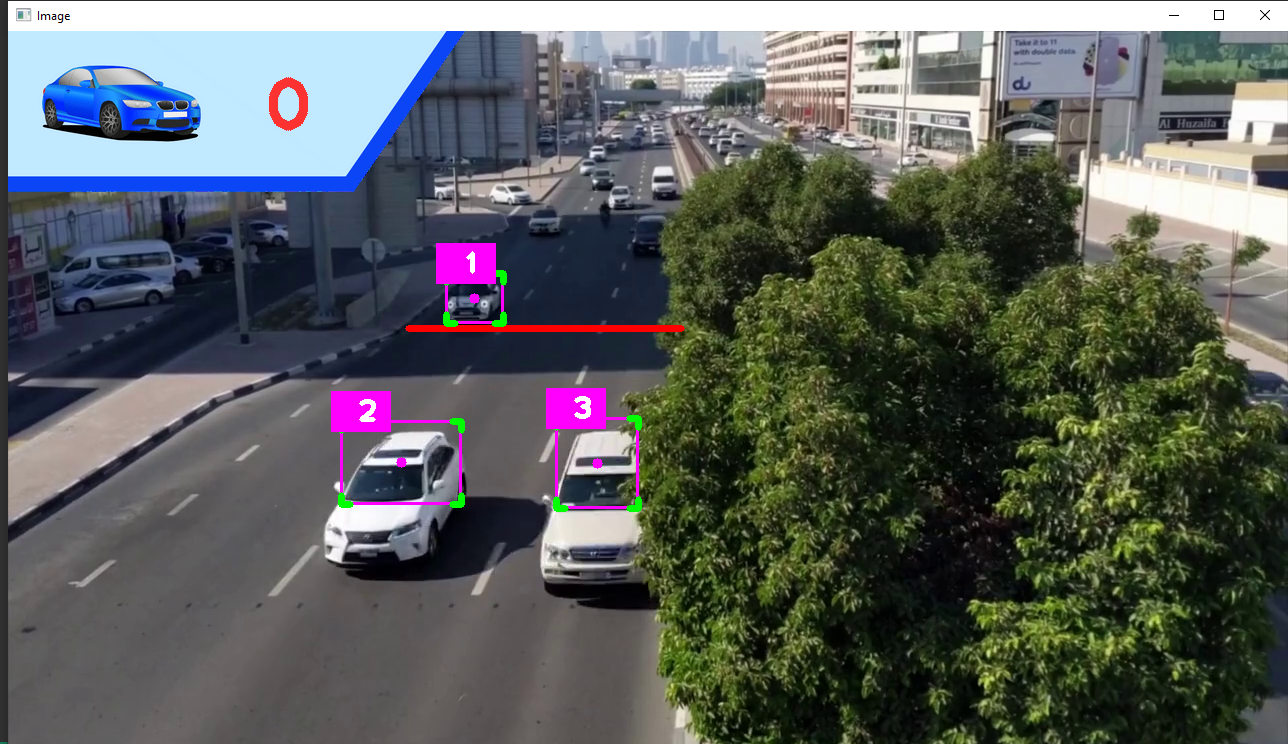 Image
0
Take it to 11
with double data.
du
Al Huzaifa F
1
2
3